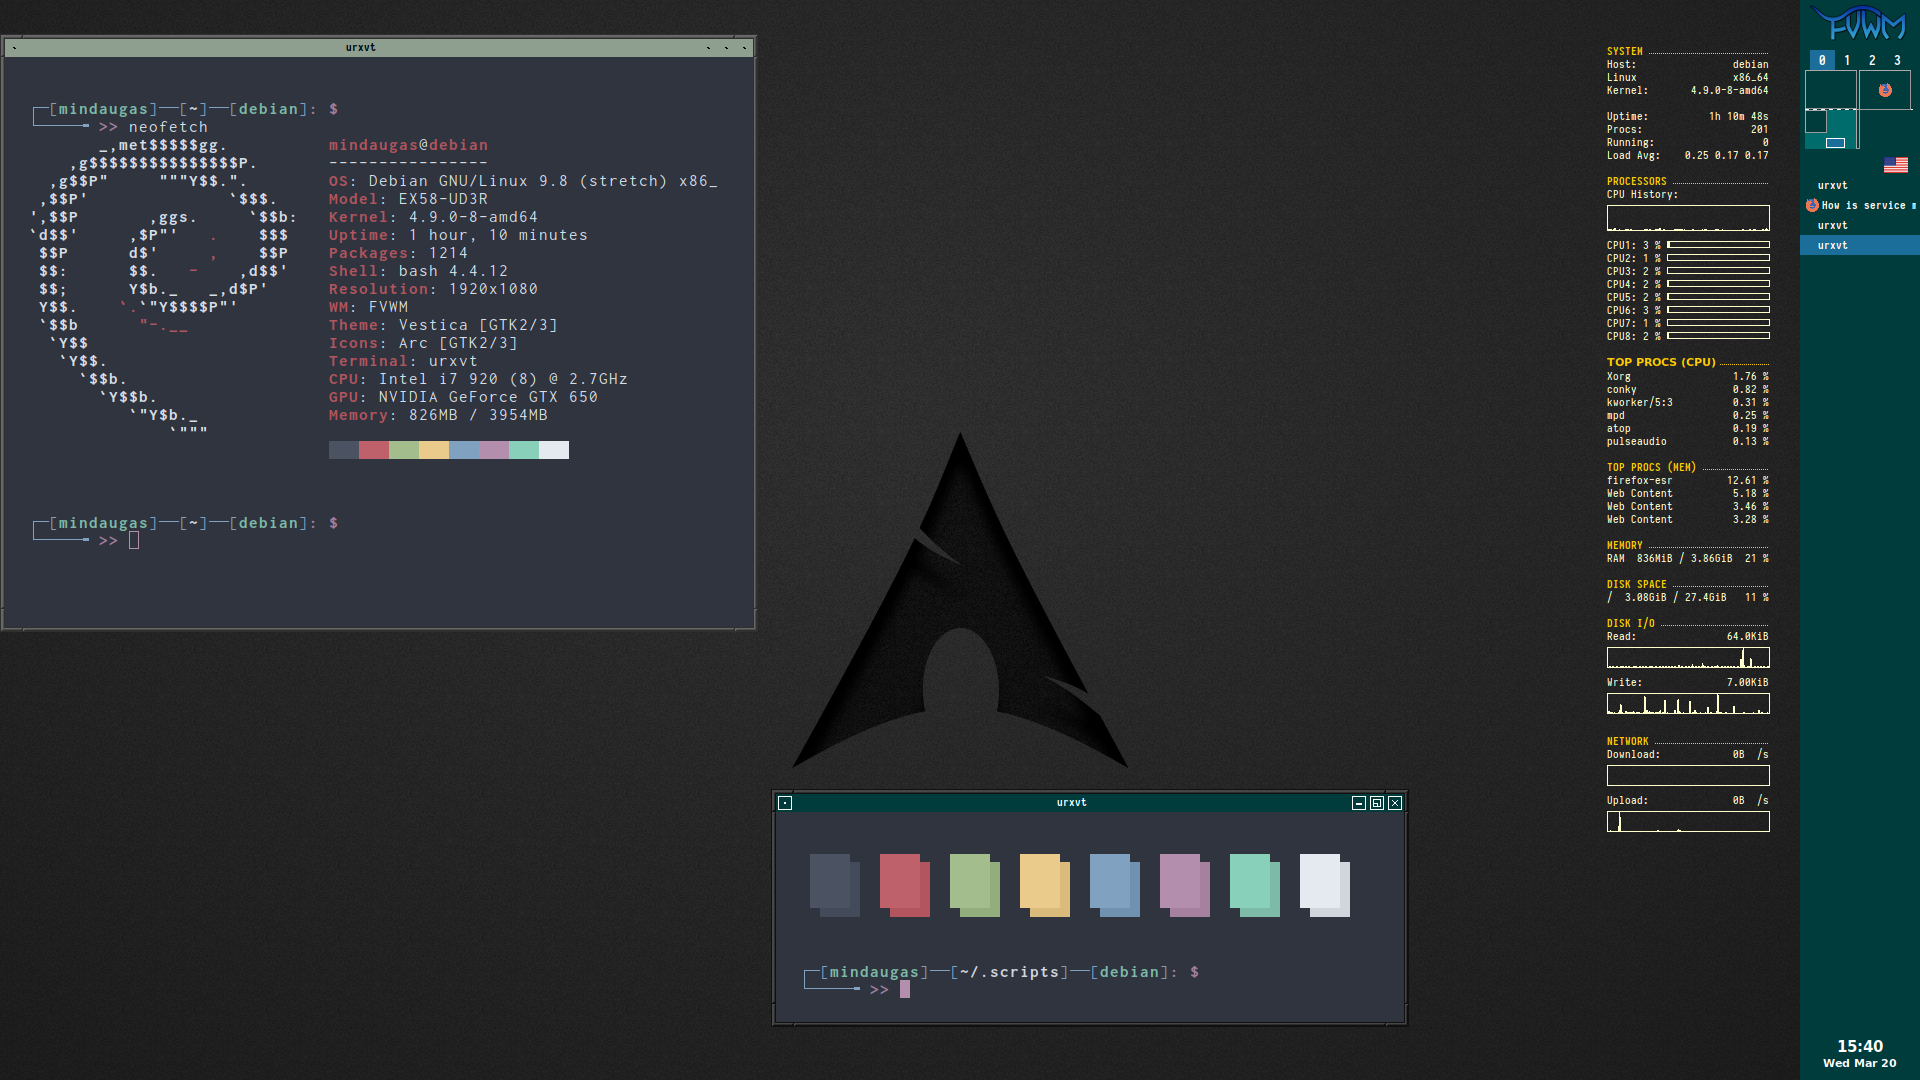 urxvt
┌─[mindaugas]──[~]──[debian]: $
└─────╸ >> neofetch
_,met$$$$$gg.
,g$$$$$$$$$$$$$$$P.
,g$$P"     """Y$$.".
,$$P'              `$$$.
',$$P       ,ggs.     `$$b:
`d$$'     ,$P"'   .    $$$
$$P      d$'     ,    $$P
$$:      $$.   -    ,d$$'
$$;      Y$b._   _,d$P'
Y$$.    `.`"Y$$$$P"'
`$$b      "-.__
`Y$$
`Y$$.
`$$b.
`Y$$b.
`"Y$b._
`"""
mindaugas@debian
----------------
OS: Debian GNU/Linux 9.8 (stretch) x86_
Model: EX58-UD3R
Kernel: 4.9.0-8-amd64
Uptime: 1 hour, 10 minutes
Packages: 1214
Shell: bash 4.4.12
Resolution: 1920x1080
WM: FVWM
Theme: Vestica [GTK2/3]
Icons: Arc [GTK2/3]
Terminal: urxvt
CPU: Intel i7 920 (8) @ 2.7GHz
GPU: NVIDIA GeForce GTX 650
Memory: 826MB / 3954MB
┌─[mindaugas]──[~]──[debian]: $
└─────╸ >>
urxvt
┌─[mindaugas]──[~/.scripts]──[debian]: $
└─────╸ >>
SYSTEM
Host: debian
Linux x86_64
Kernel: 4.9.0-8-amd64
Uptime: 1h 10m 48s
Procs: 201
Running: 0
Load Avg: 0.25 0.17 0.17
PROCESSORS
CPU History:
CPU1: 3 %
CPU2: 1 %
CPU3: 2 %
CPU4: 2 %
CPU5: 2 %
CPU6: 3 %
CPU7: 1 %
CPU8: 2 %
TOP PROCS (CPU)
Xorg 1.76 %
conky 0.82 %
kworker/5:3 0.31 %
mpd 0.25 %
atop 0.19 %
pulseaudio 0.13 %
TOP PROCS (MEM)
firefox-esr 12.61 %
Web Content 5.18 %
Web Content 3.46 %
Web Content 3.28 %
MEMORY
RAM 836MiB / 3.86GiB 21 %
DISK SPACE
/ 3.08GiB / 27.4GiB 11 %
DISK I/O
Read: 64.0KiB
Write: 7.00KiB
NETWORK
Download: 0B /s
Upload: 0B /s
FVWM
0 1 2 3
urxvt
How is service
urxvt
urxvt
15:40
Wed Mar 20